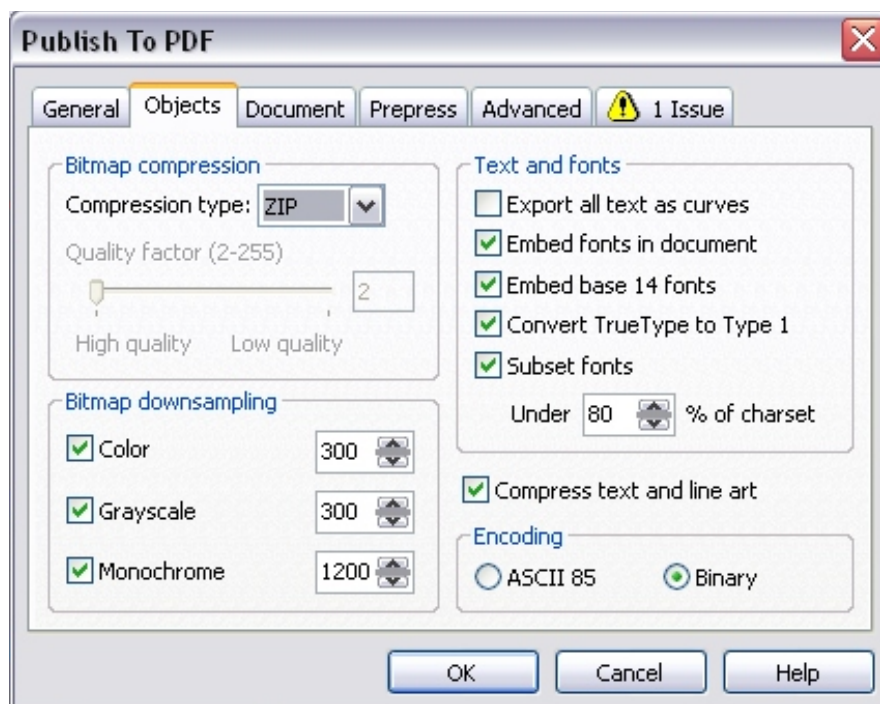 Publish To PDF
General Objects Document Prepress Advanced 1 Issue
Bitmap compression
Compression type: ZIP
Quality factor (2-255)
2
High quality Low quality
Bitmap downsampling
Color 300
Grayscale 300
Monochrome 1200
Text and fonts
Export all text as curves
Embed fonts in document
Embed base 14 fonts
Convert TrueType to Type 1
Subset fonts
Under 80 % of charset
Compress text and line art
Encoding
ASCII 85 Binary
OK Cancel Help